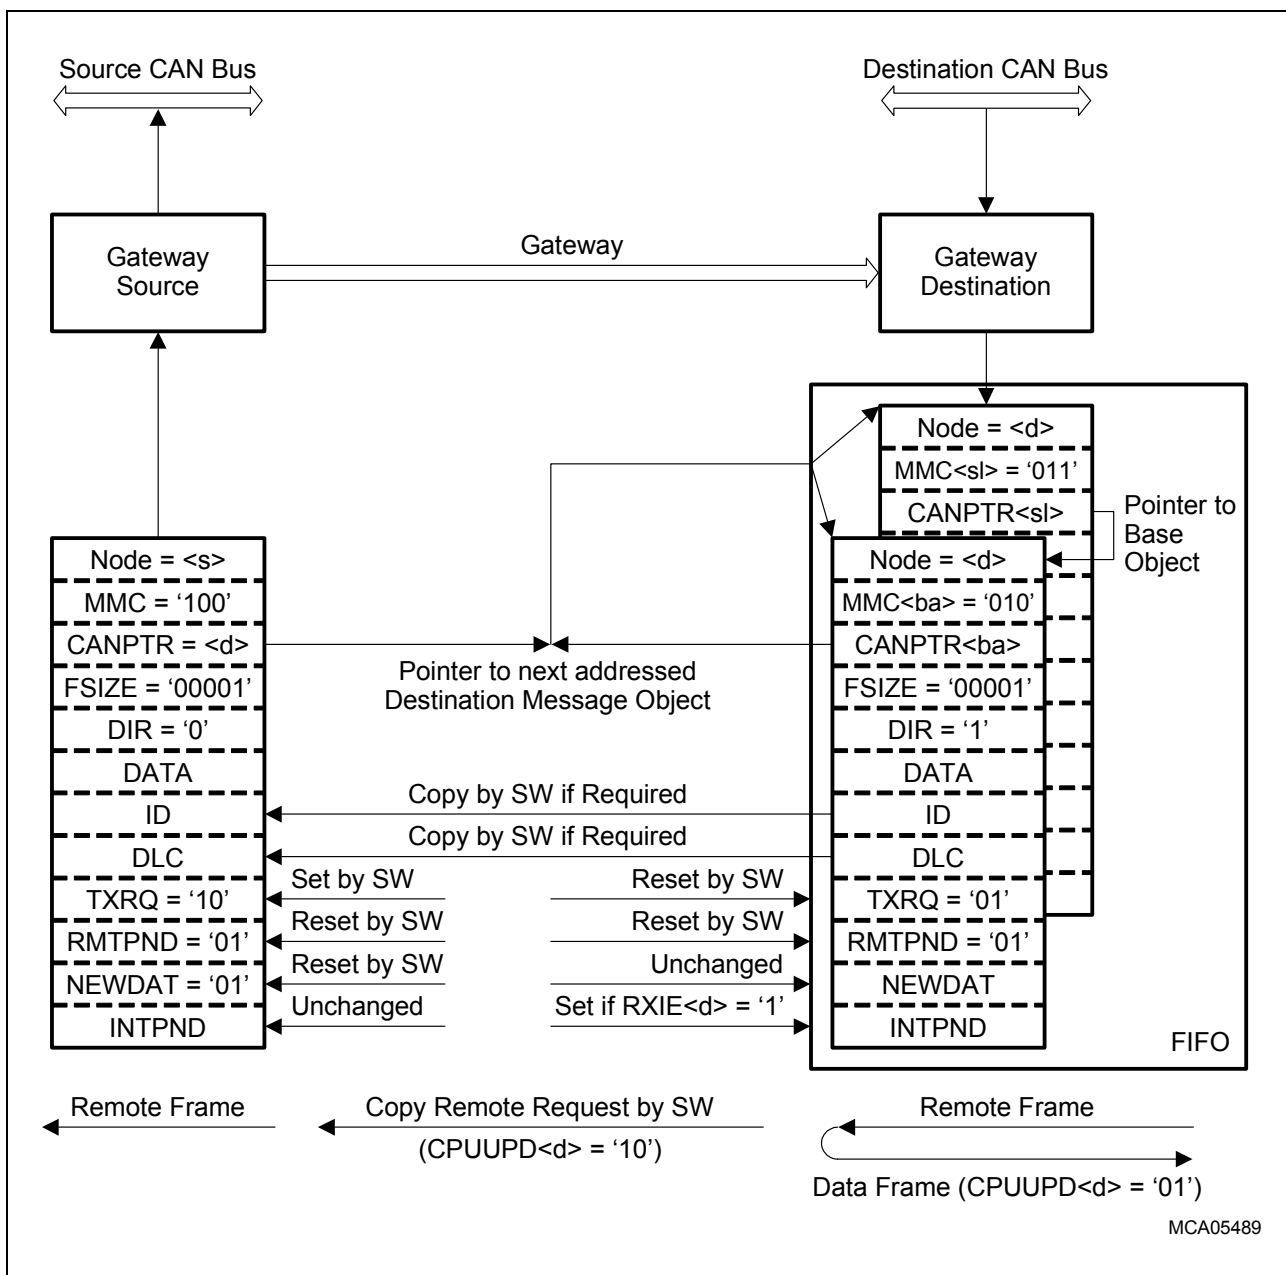 Source CAN Bus
Destination CAN Bus
Gateway
Source
Gateway
Gateway
Destination
Node = <d>
MMC<sl> = ‘011’
CANPTR<sl>
Pointer to
Base
Object
Node = <s>
MMC = ‘100’
CANPTR = <d>
FSIZE = ‘00001’
DIR = ‘0’
DATA
ID
DLC
TXRQ = ‘10’
RMTPND = ‘01’
NEWDAT = ‘01’
INTPND
Pointer to next addressed
Destination Message Object
Copy by SW if Required
Copy by SW if Required
Set by SW
Reset by SW
Reset by SW
Unchanged
Reset by SW
Reset by SW
Unchanged
Set if RXIE<d> = ‘1’
Node = <d>
MMC<ba> = ‘010’
CANPTR<ba>
FSIZE = ‘00001’
DIR = ‘1’
DATA
ID
DLC
TXRQ = ‘01’
RMTPND = ‘01’
NEWDAT
INTPND
FIFO
Remote Frame
Copy Remote Request by SW
(CPUUPD<d> = ‘10’)
Remote Frame
Data Frame (CPUUPD<d> = ‘01’)
MCA05489